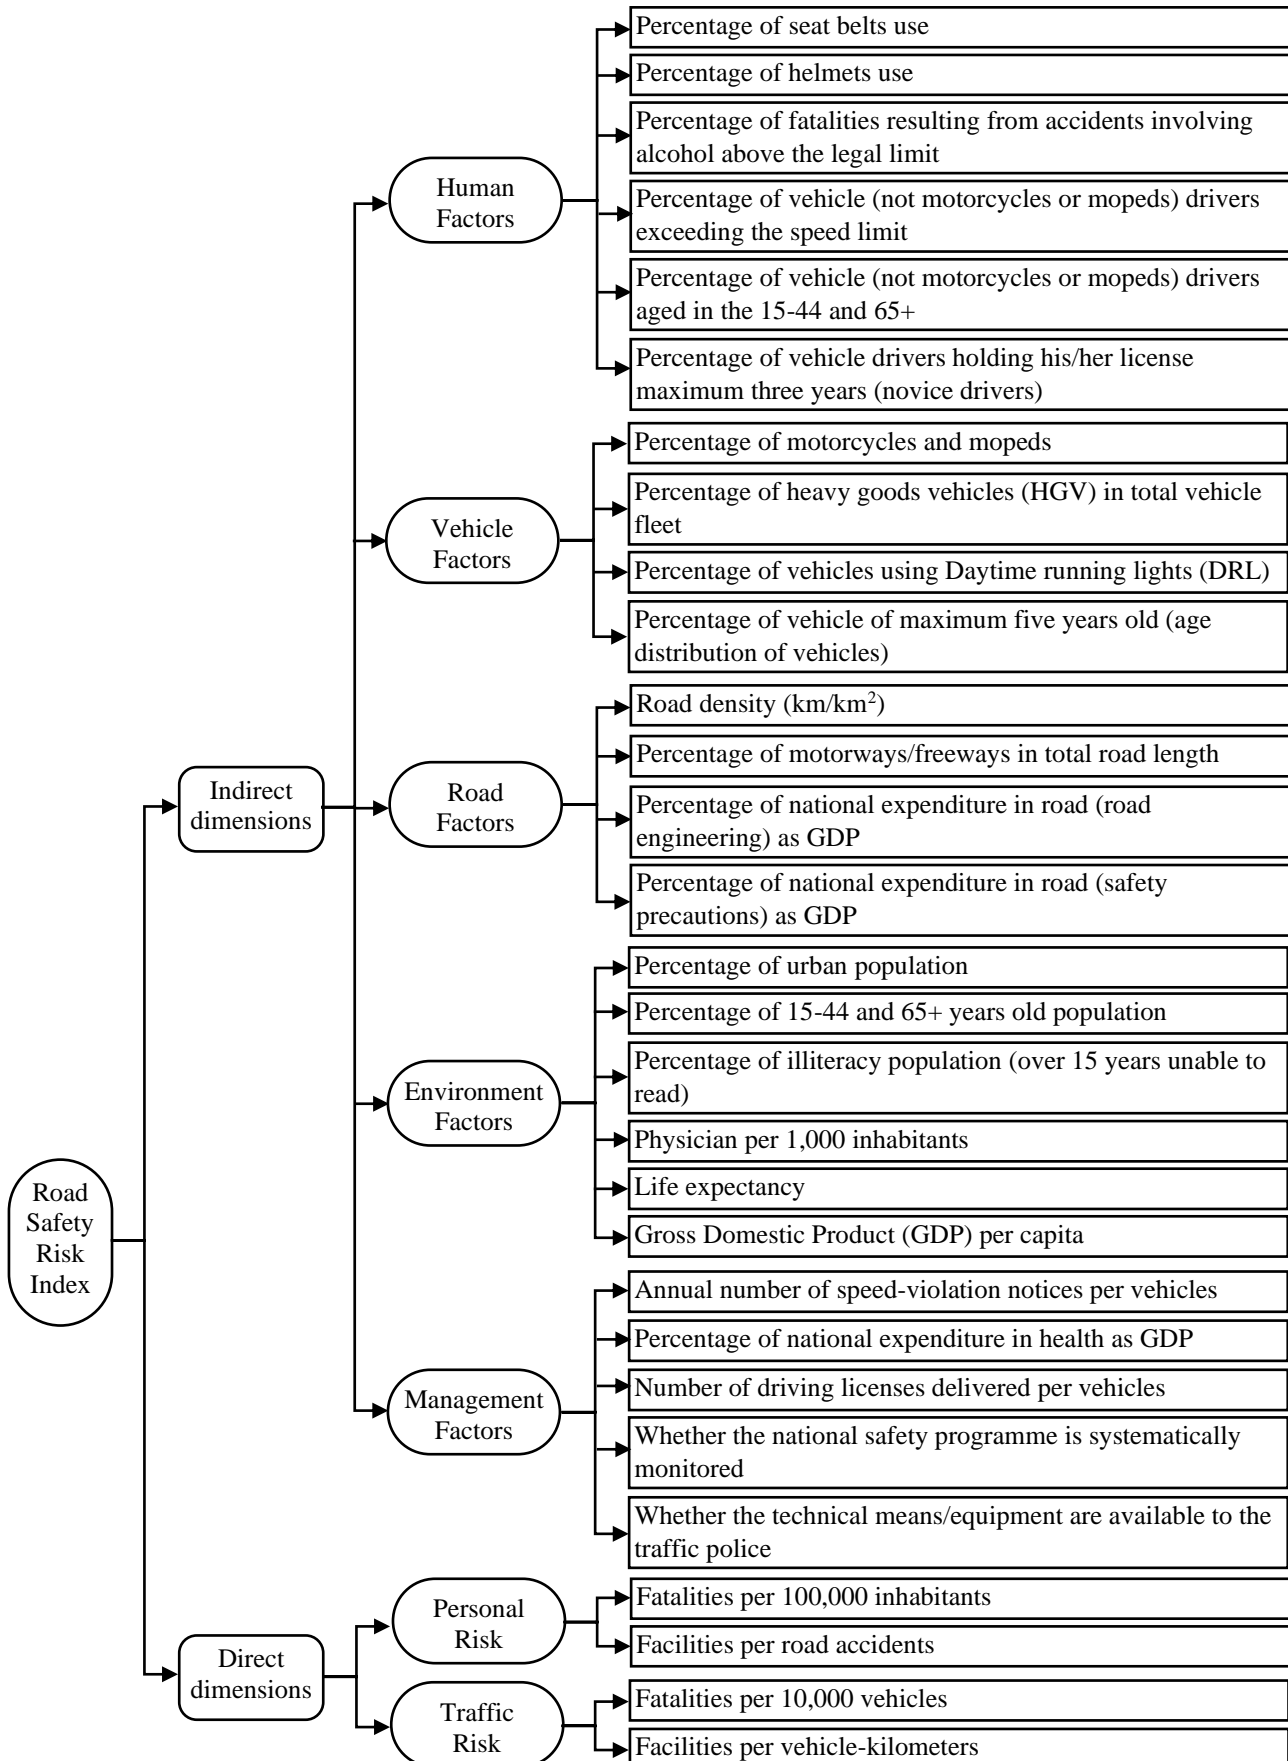 Road
Safety
Risk
Index
Indirect
dimensions
Human
Factors
Percentage of seat belts use
Percentage of helmets use
Percentage of fatalities resulting from accidents involving
alcohol above the legal limit
Percentage of vehicle (not motorcycles or mopeds) drivers
exceeding the speed limit
Percentage of vehicle (not motorcycles or mopeds) drivers
aged in the 15-44 and 65+
Percentage of vehicle drivers holding his/her license
maximum three years (novice drivers)
Vehicle
Factors
Percentage of motorcycles and mopeds
Percentage of heavy goods vehicles (HGV) in total vehicle
fleet
Percentage of vehicles using Daytime running lights (DRL)
Percentage of vehicle of maximum five years old (age
distribution of vehicles)
Road
Factors
Road density (km/km²)
Percentage of motorways/freeways in total road length
Percentage of national expenditure in road (road
engineering) as GDP
Percentage of national expenditure in road (safety
precautions) as GDP
Environment
Factors
Percentage of urban population
Percentage of 15-44 and 65+ years old population
Percentage of illiteracy population (over 15 years unable to
read)
Physician per 1,000 inhabitants
Life expectancy
Gross Domestic Product (GDP) per capita
Management
Factors
Annual number of speed-violation notices per vehicles
Percentage of national expenditure in health as GDP
Number of driving licenses delivered per vehicles
Whether the national safety programme is systematically
monitored
Whether the technical means/equipment are available to the
traffic police
Direct
dimensions
Personal
Risk
Fatalities per 100,000 inhabitants
Facilities per road accidents
Traffic
Risk
Fatalities per 10,000 vehicles
Facilities per vehicle-kilometers